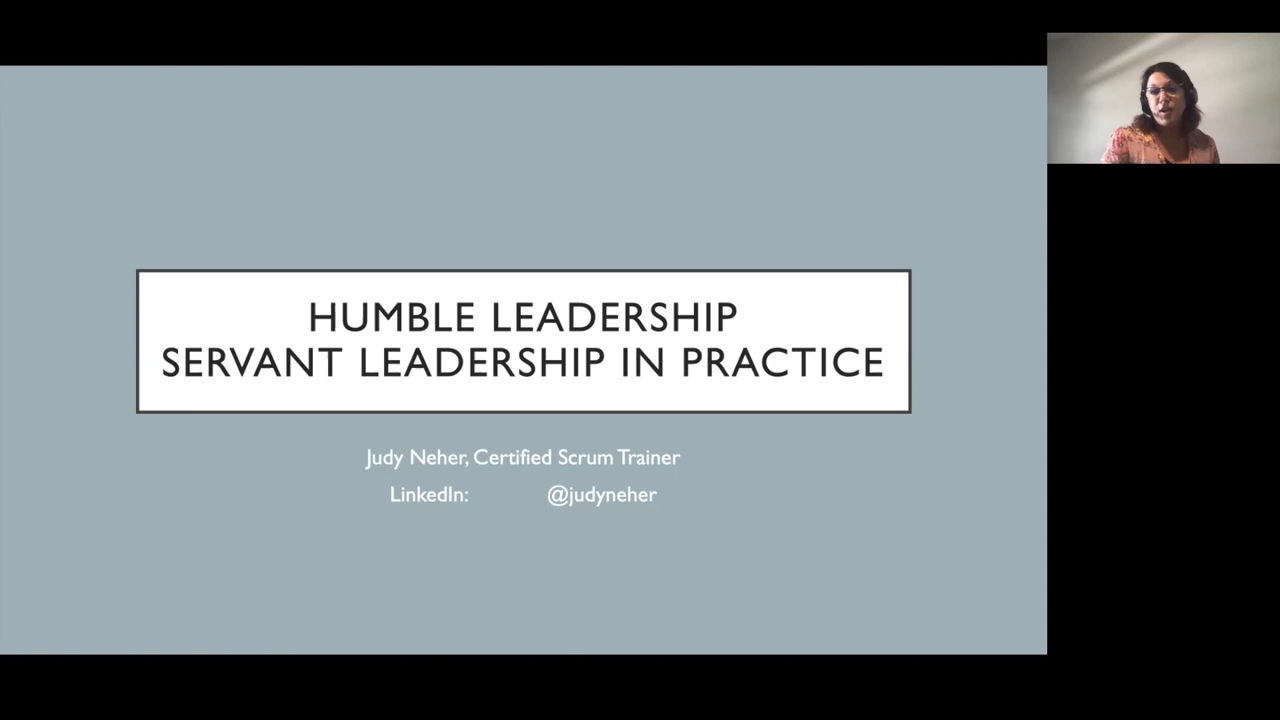 HUMBLE LEADERSHIP
SERVANT LEADERSHIP IN PRACTICE
Judy Neher, Certified Scrum Trainer
LinkedIn: @judyneher